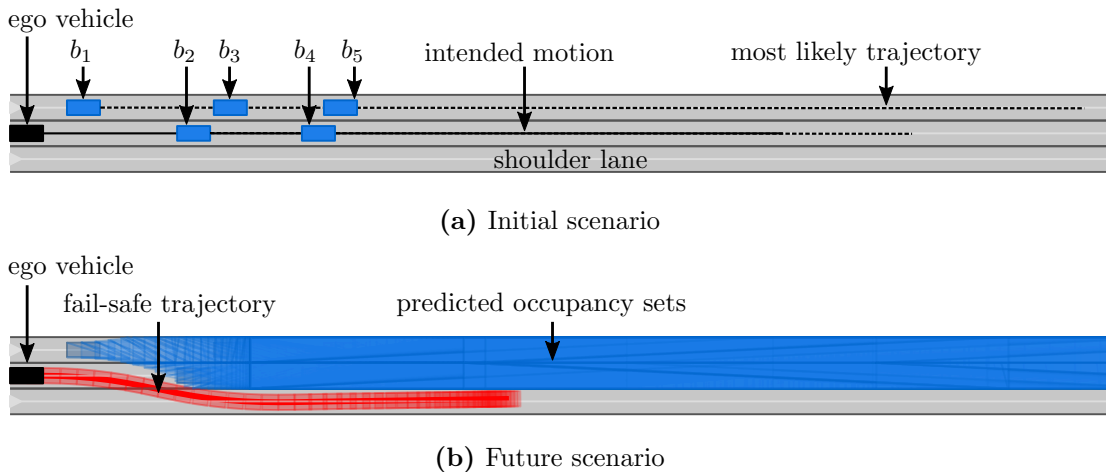 ego vehicle
b₁ b₂ b₃ b₄ b₅ intended motion most likely trajectory
shoulder lane
(a) Initial scenario
ego vehicle
fail-safe trajectory predicted occupancy sets
(b) Future scenario